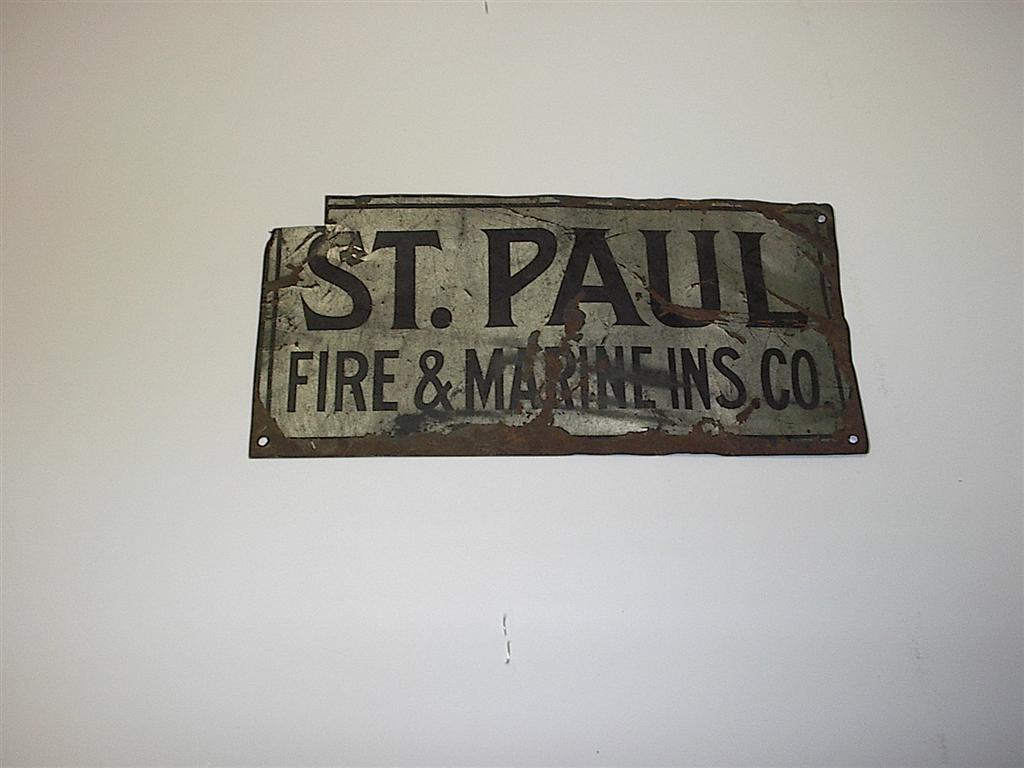 ST. PAUL
FIRE & MARINE INS. CO.